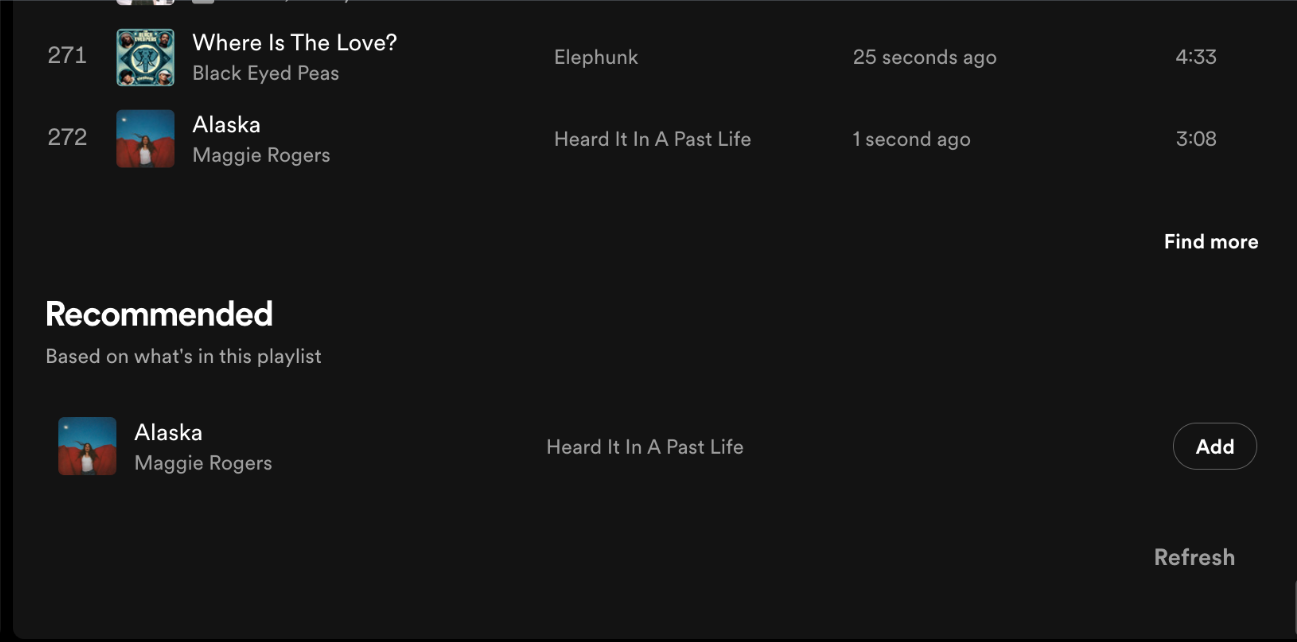 271
Where Is The Love?
Black Eyed Peas
Elephunk
25 seconds ago
4:33
272
Alaska
Maggie Rogers
Heard It In A Past Life
1 second ago
3:08
Find more
Recommended
Based on what's in this playlist
Alaska
Maggie Rogers
Heard It In A Past Life
Add
Refresh